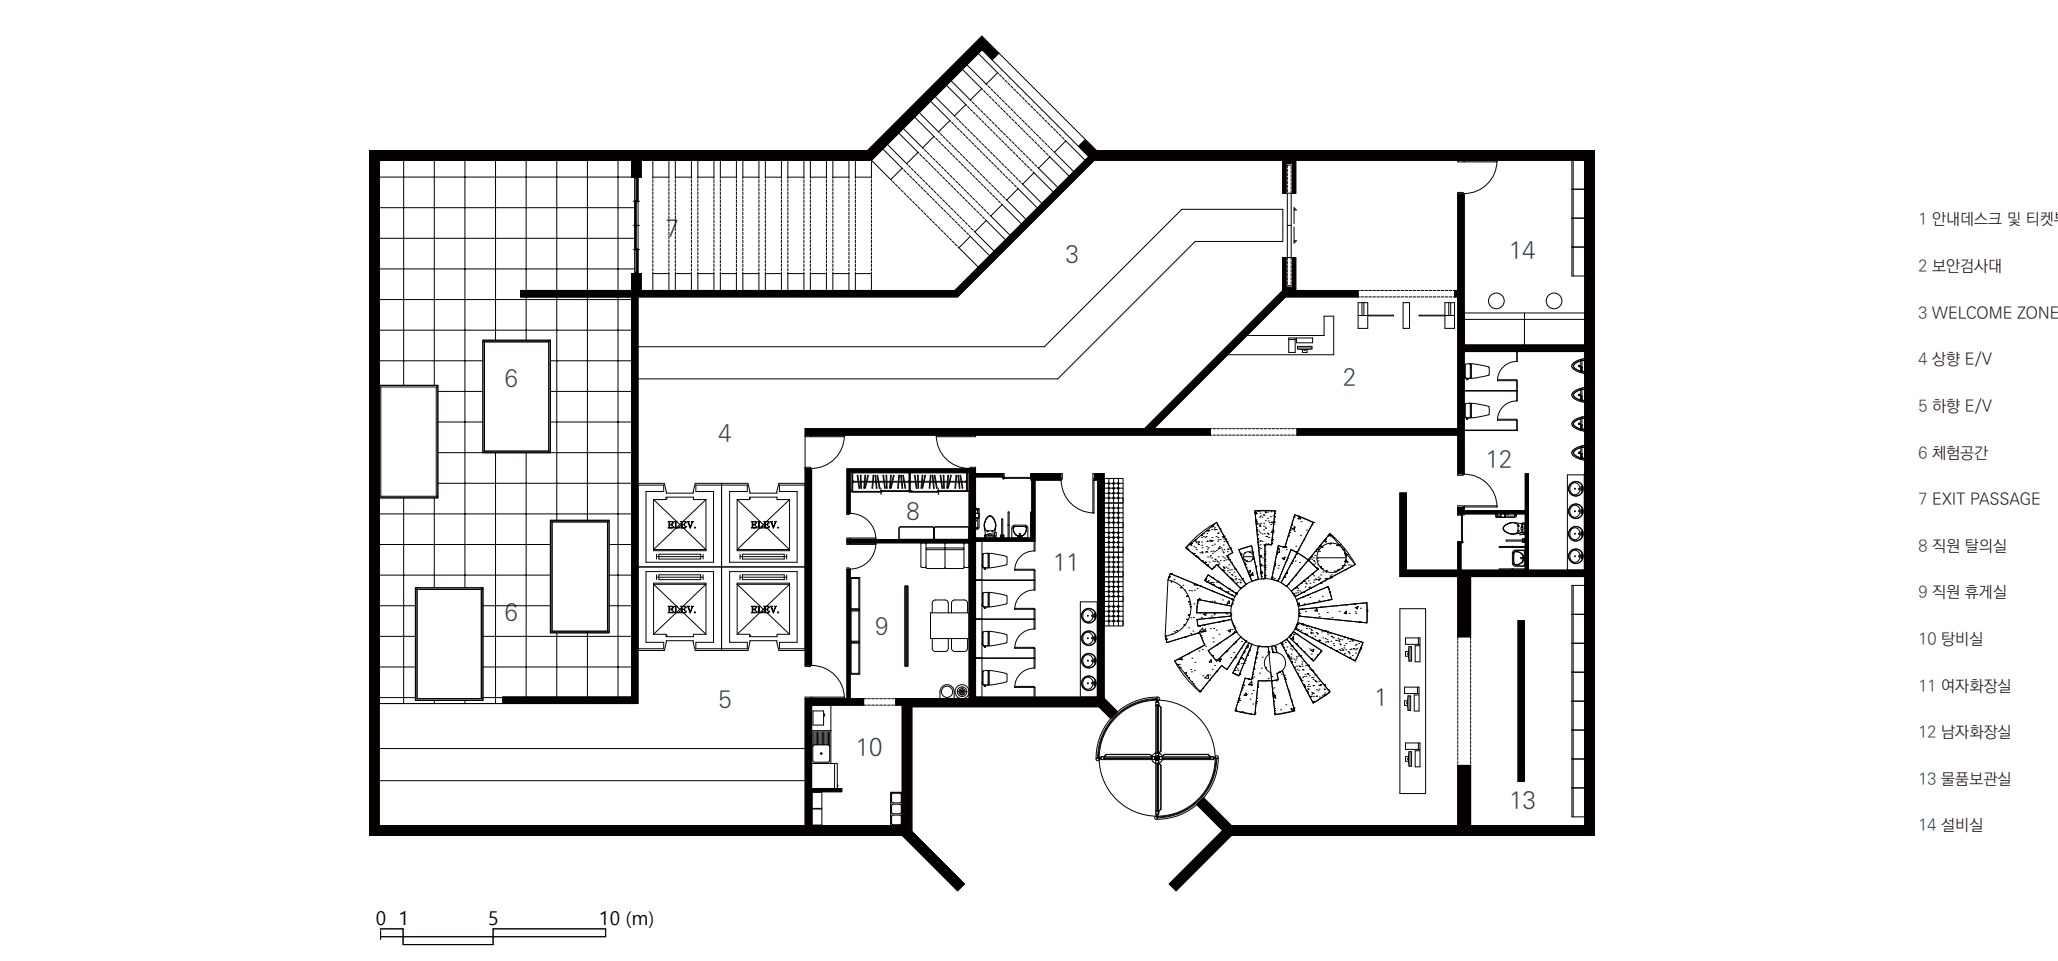 7
3
14
6
2
4
12
ELEV.
ELEV.
8
11
6
ELEV.
ELEV.
9
5
1
10
13
0 1 5 10 (m)
1 안내데스크 및
2 보안검사대
3 WELCOME ZONE
4 상향 E/V
5 하향 E/V
6 체험공간
7 EXIT PASSAGE
8 직원 탈의실
9 직원 휴게실
10 탕비실
11 여자화장실
12 남자화장실
13 물품보관실
14 설비실